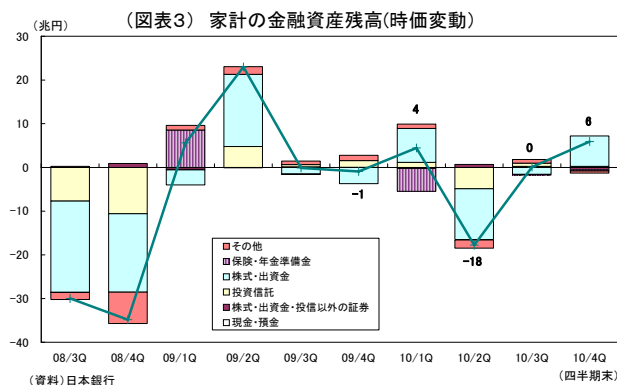 (図表3) 家計の金融資産残高(時価変動)
(兆円)
30
20
10
0
-10
-20
-30
-40
4
6
0
-1
-18
その他
保険・年金準備金
株式・出資金
投資信託
株式・出資金・投信以外の証券
現金・預金
08/3Q 08/4Q 09/1Q 09/2Q 09/3Q 09/4Q 10/1Q 10/2Q 10/3Q 10/4Q
(資料)日本銀行 (四半期末)